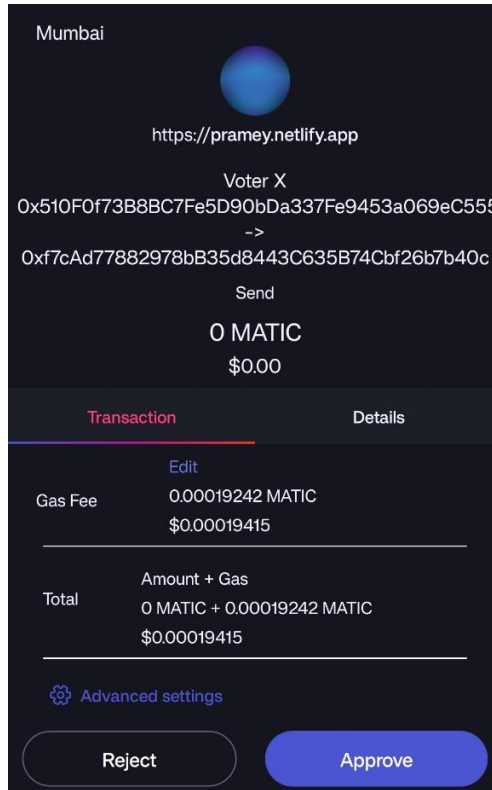 Mumbai
https://pramey.netlify.app
Voter X
0x510F0f73B8BC7Fe5D90bDa337Fe9453a069eC555
->
0xf7cAd77882978bB35d8443C635B74Cbf26b7b40c
Send
0 MATIC
$0.00
Transaction Details
Edit
Gas Fee
0.00019242 MATIC
$0.00019415
Amount + Gas
Total
0 MATIC + 0.00019242 MATIC
$0.00019415
Advanced settings
Reject Approve